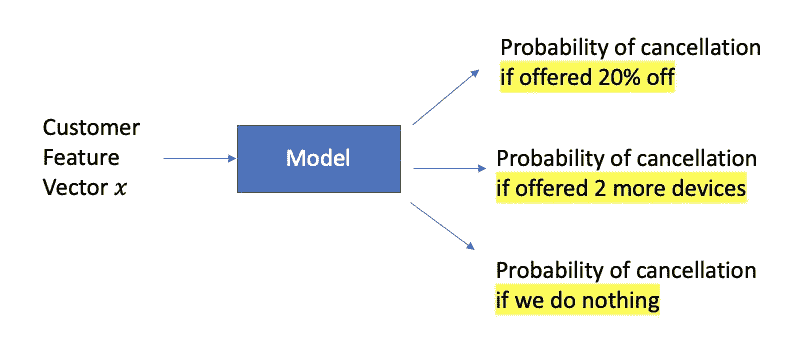 Customer
Feature
Vector x
Model
Probability of cancellation
if offered 20% off
Probability of cancellation
if offered 2 more devices
Probability of cancellation
if we do nothing